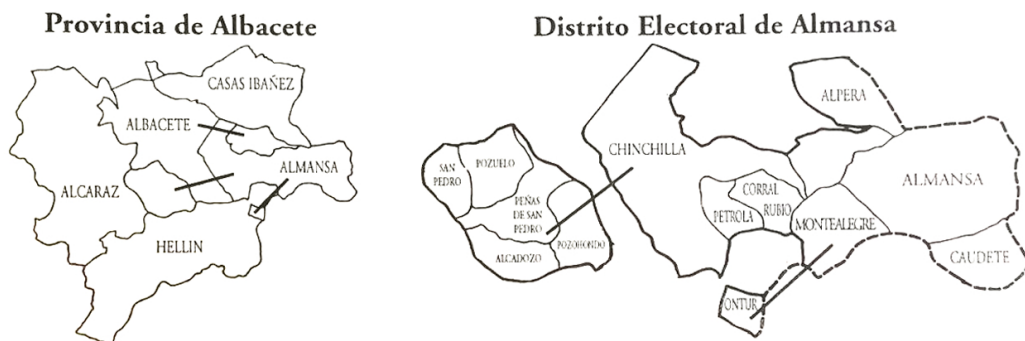 Provincia de Albacete
CASAS IBAÑEZ
ALBACETE
ALMANSA
ALCARAZ
HELLIN
Distrito Electoral de Almansa
ALPERA
CHINCHILLA
SAN
PEDRO
POZUELO
ALMANSA
PEÑAS
DE SAN
PEDRO
CORRAL
RUBIO
PETROLA
MONTEALEGRE
POZOHONDO
ALCADOZO
CAUDETE
ONTUR